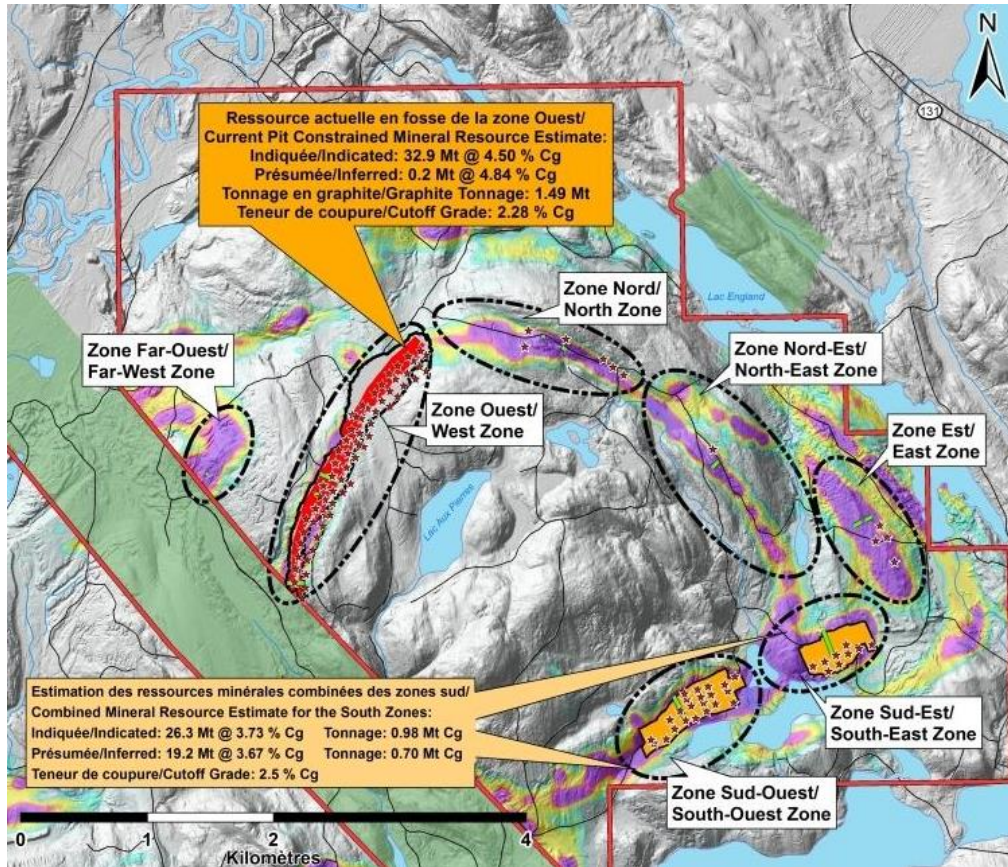 N
131
Ressource actuelle en fosse de la zone Ouest/
Current Pit Constrained Mineral Resource Estimate:
Indiquée/Indicated: 32.9 Mt @ 4.50 % Cg
Présumée/Inferred: 0.2 Mt @ 4.84 % Cg
Tonnage en graphite/Graphite Tonnage: 1.49 Mt
Teneur de coupure/Cutoff Grade: 2.28 % Cg
Zone Nord/
North Zone
Lac England
Zone Far-Ouest/
Far-West Zone
Zone Nord-Est/
North-East Zone
Zone Ouest/
West Zone
Zone Est/
East Zone
Lac Aux Pierres
Estimation des ressources minérales combinées des zones sud/
Combined Mineral Resource Estimate for the South Zones:
Indiquée/Indicated: 26.3 Mt @ 3.73 % Cg Tonnage: 0.98 Mt Cg
Présumée/Inferred: 19.2 Mt @ 3.67 % Cg Tonnage: 0.70 Mt Cg
Teneur de coupure/Cutoff Grade: 2.5 % Cg
Zone Sud-Est/
South-East Zone
Zone Sud-Ouest/
South-Ouest Zone
0 1 2 4
Kilomètres